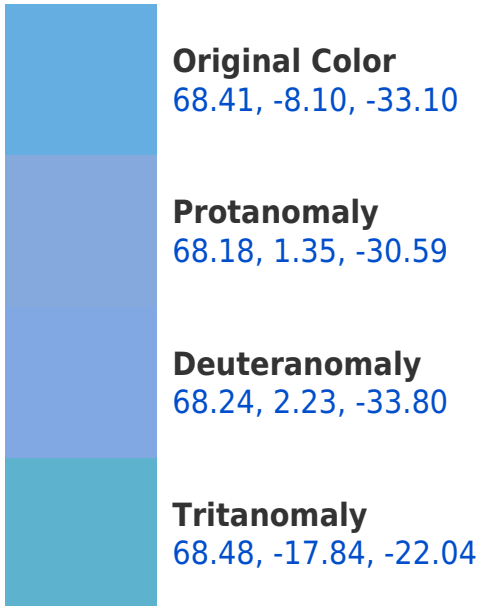 Original Color
68.41, -8.10, -33.10
Protanomaly
68.18, 1.35, -30.59
Deuteranomaly
68.24, 2.23, -33.80
Tritanomaly
68.48, -17.84, -22.04